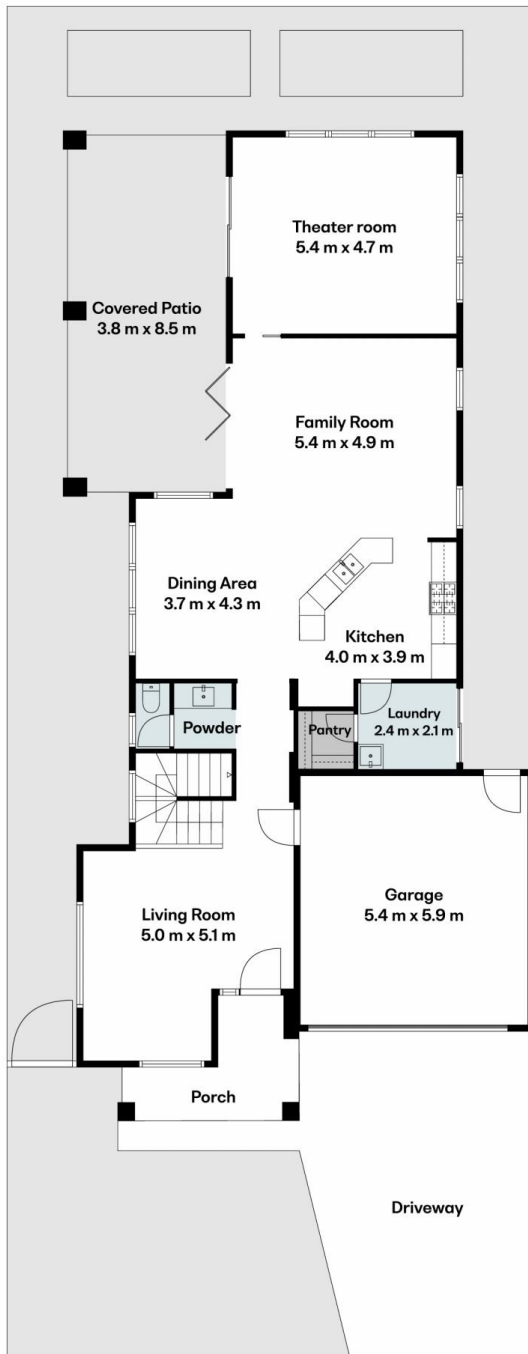 Theater room
5.4 m x 4.7 m
Covered Patio
3.8 m x 8.5 m
Family Room
5.4 m x 4.9 m
Dining Area
3.7 m x 4.3 m
Kitchen
4.0 m x 3.9 m
Powder
Pantry
Laundry
2.4 m x 2.1 m
Garage
5.4 m x 5.9 m
Living Room
5.0 m x 5.1 m
Porch
Driveway